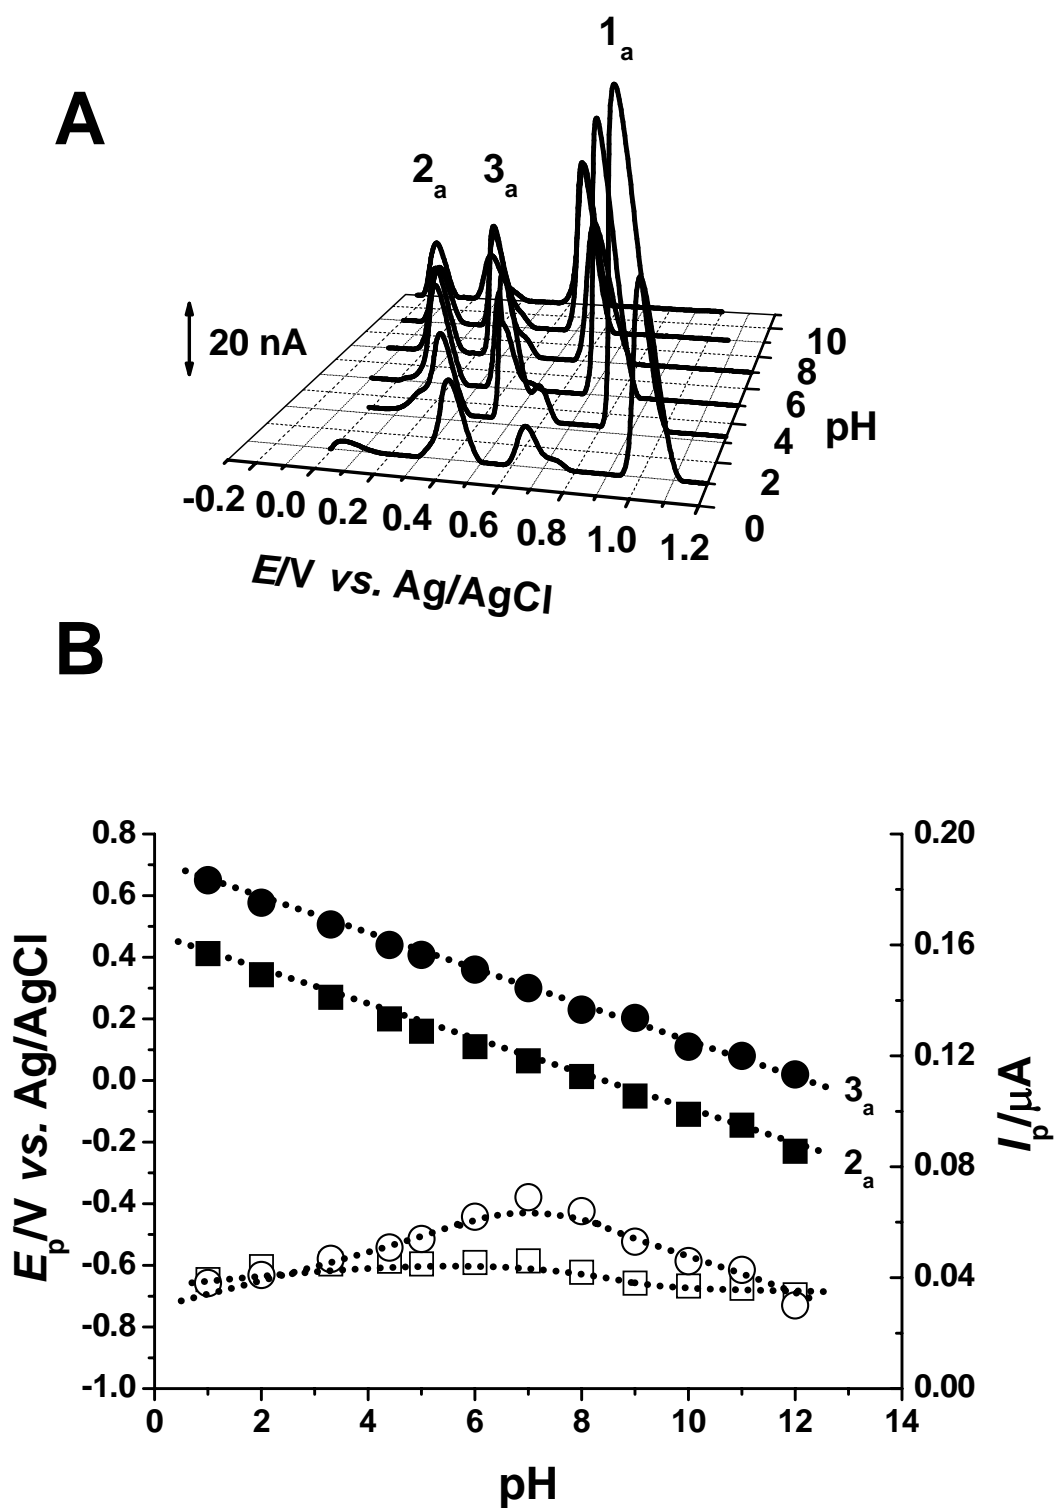 A
1a
2a 3a
20 nA
10
8
6
4
2
0
pH
-0.2 0.0 0.2 0.4 0.6 0.8 1.0 1.2
E/V vs. Ag/AgCl
B
0.8
0.6
0.4
0.2
0.0
-0.2
-0.4
-0.6
-0.8
-1.0
Ep/V vs. Ag/AgCl
3a
2a
0.20
0.16
0.12
0.08
0.04
0.00
Ip/μA
0 2 4 6 8 10 12 14
pH